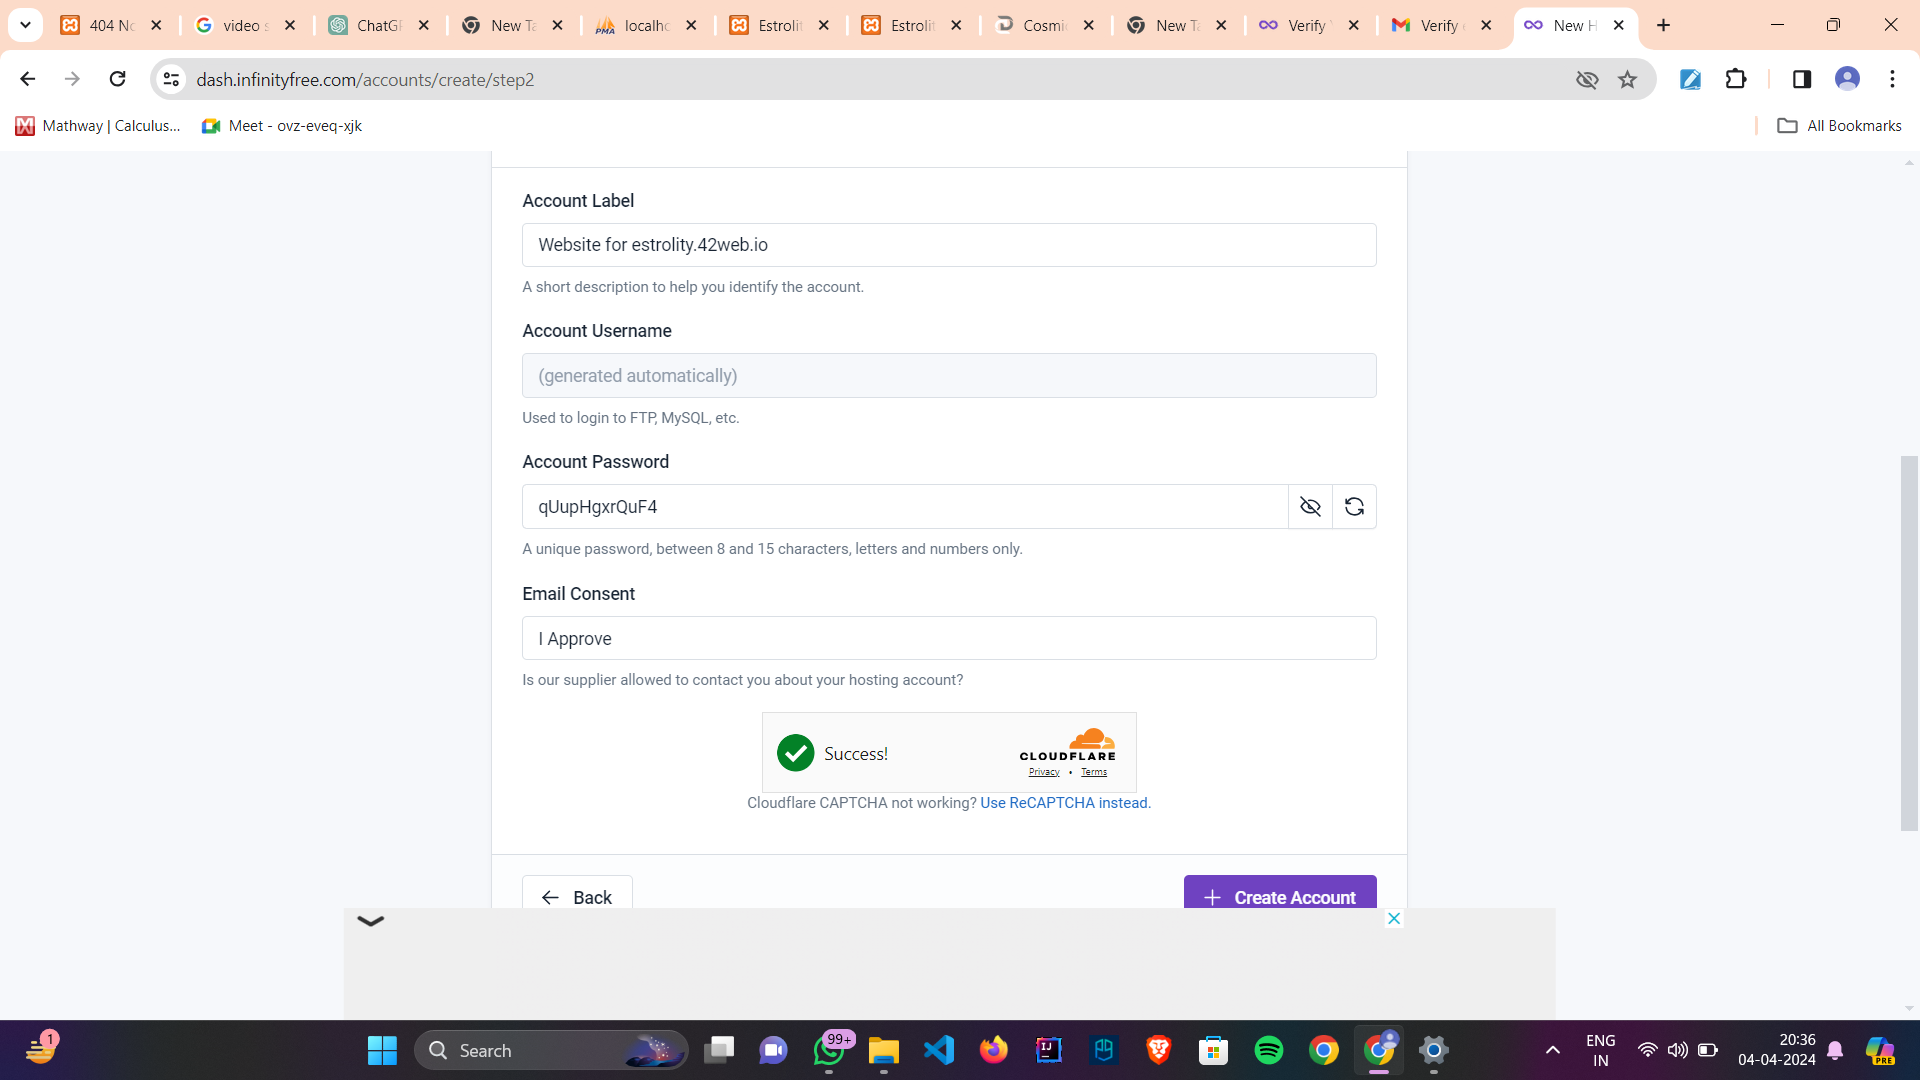 404 No
video s
ChatGP
New Ta
localho
Estrolit
Estrolit
Cosmic
New Ta
Verify
Verify e
New H
dash.infinityfree.com/accounts/create/step2
Mathway | Calculus...
Meet - ovz-eveq-xjk
All Bookmarks
Account Label
Website for estrolity.42web.io
A short description to help you identify the account.
Account Username
(generated automatically)
Used to login to FTP, MySQL, etc.
Account Password
qUupHgxrQuF4
A unique password, between 8 and 15 characters, letters and numbers only.
Email Consent
I Approve
Is our supplier allowed to contact you about your hosting account?
Success!
CLOUDFLARE
Privacy • Terms
Cloudflare CAPTCHA not working? Use ReCAPTCHA instead.
Back
Create Account
1
Search
99+
ENG
IN
20:36
04-04-2024
PRE